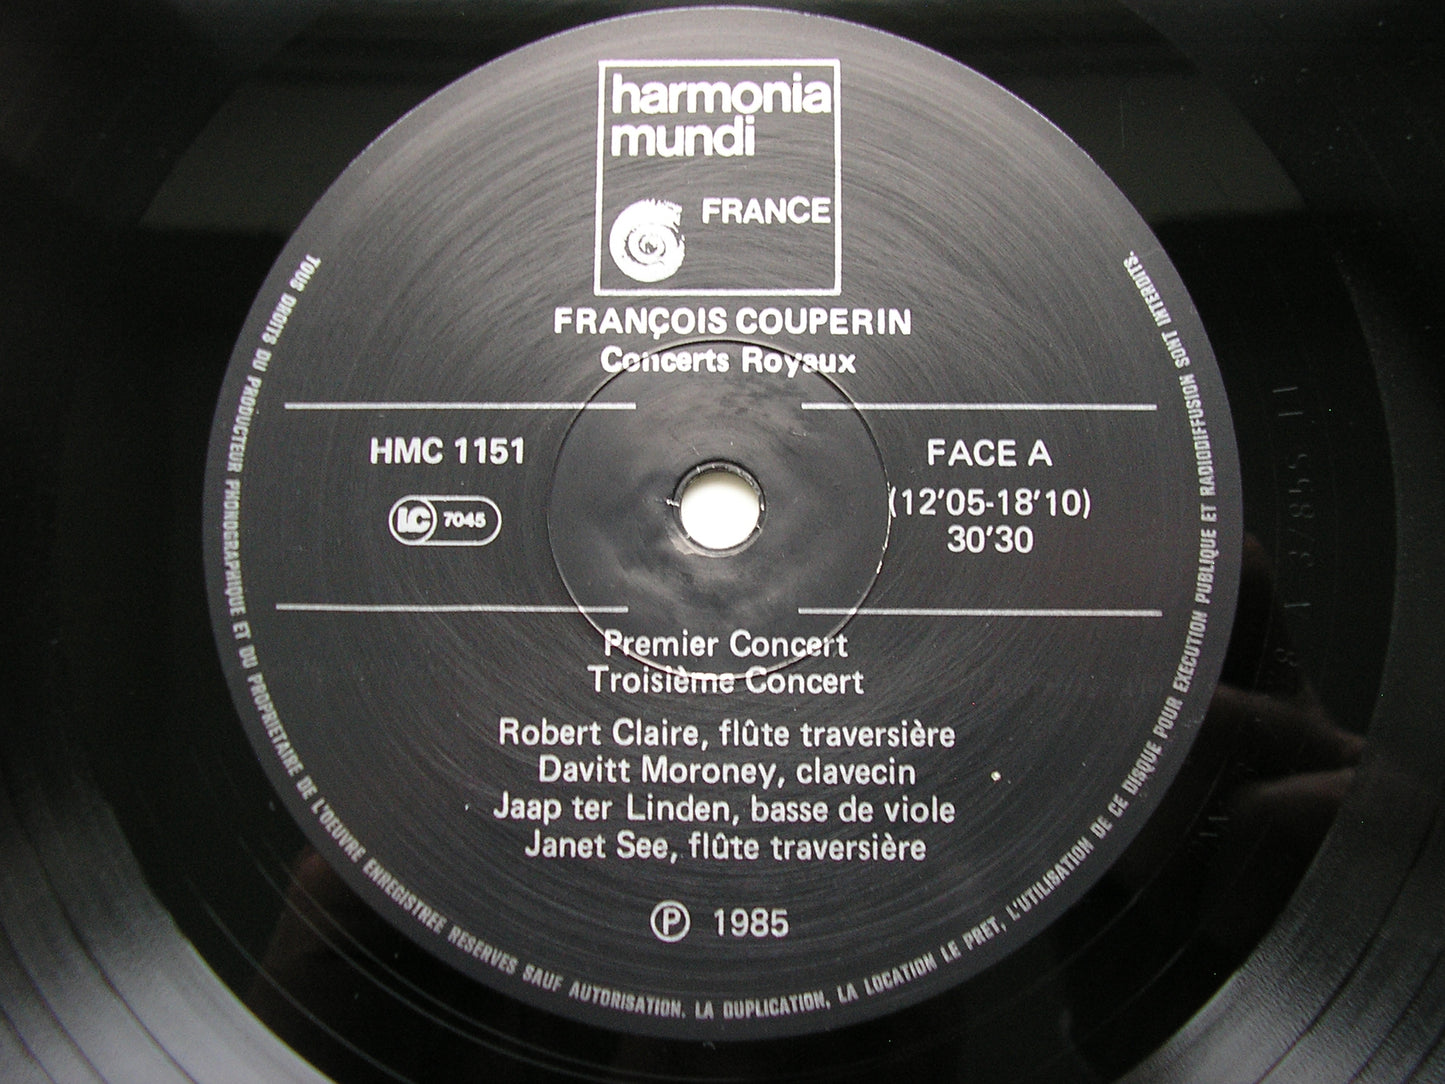 harmonia
mundi
FRANCE
FRANÇOIS COUPERIN
Concerts Royaux
HMC 1151
LC 7045
FACE A
(12'05-18'10)
30'30
Premier Concert
Troisième Concert
Robert Claire, flûte traversière
Davitt Moroney, clavecin
Jaap ter Linden, basse de viole
Janet See, flûte traversière
Ⓟ 1985
TOUS DROITS DU PRODUCTEUR PHONOGRAPHIQUE ET DU PROPRIETAIRE DE L'OEUVRE ENREGISTREE RESERVES SAUF AUTORISATION. LA DUPLICATION, LA LOCATION LE PRET, L'UTILISATION DE CE DISQUE POUR EXECUTION PUBLIQUE ET RADIODIFFUSION SONT INTERDITS.